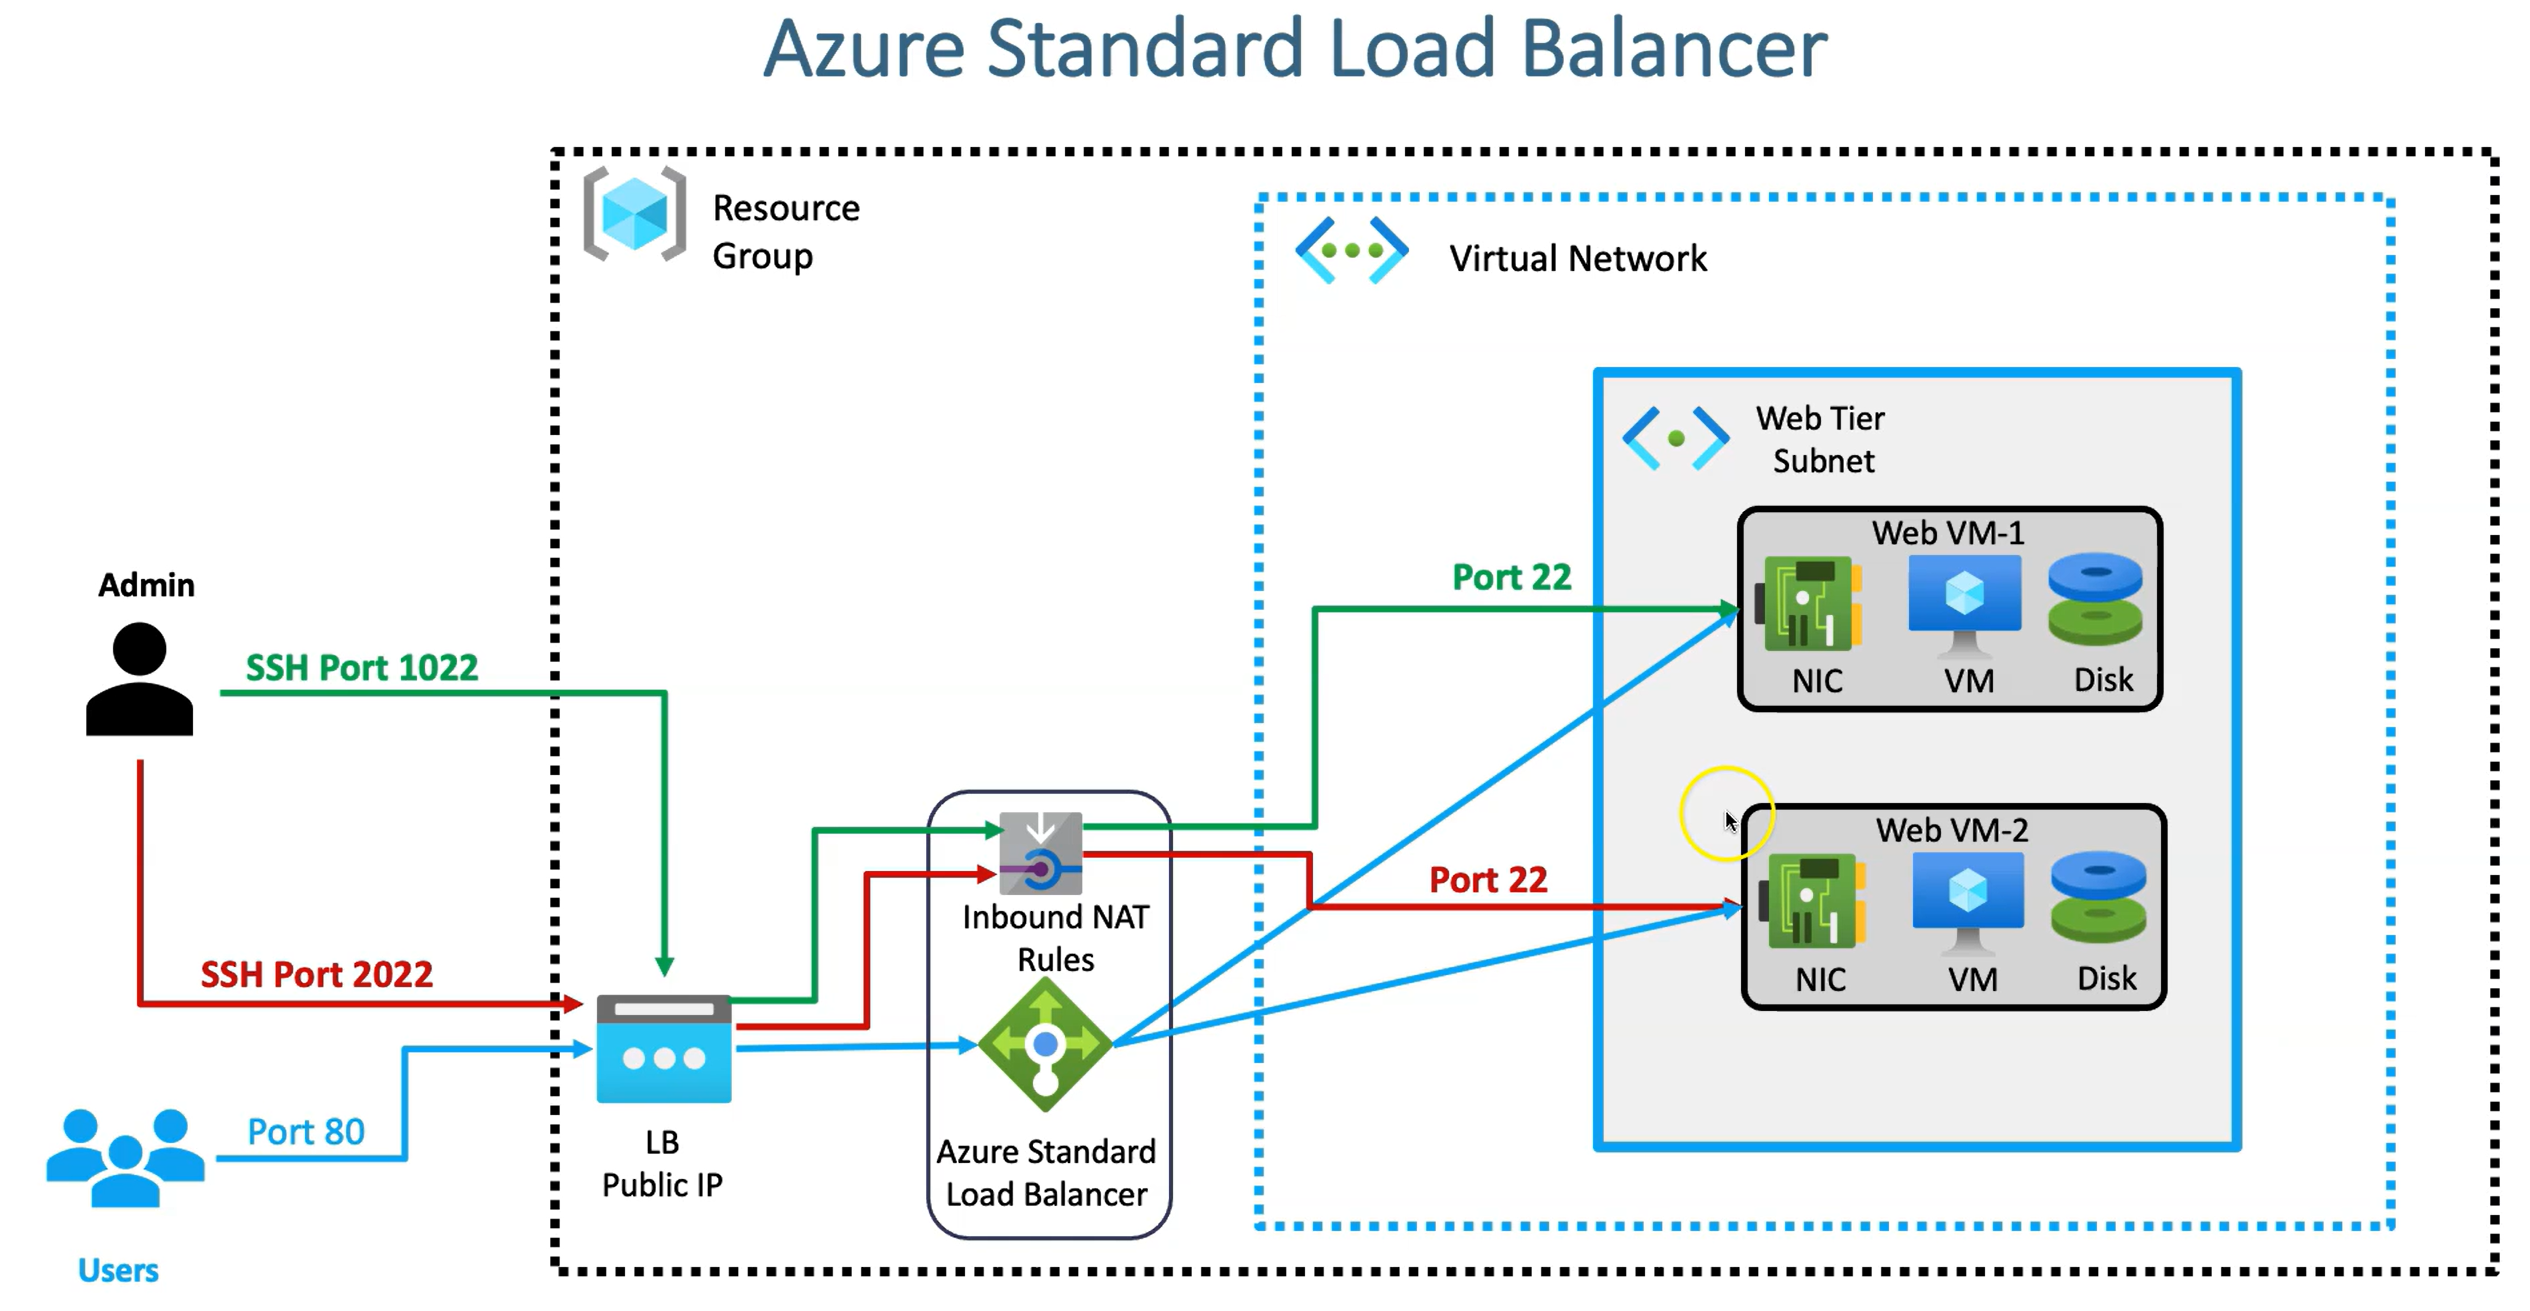 Azure Standard Load Balancer
Resource
Group
Virtual Network
Web Tier
Subnet
Web VM-1
NIC
VM
Disk
Port 22
Admin
SSH Port 1022
Web VM-2
NIC
VM
Disk
Port 22
Inbound NAT
Rules
SSH Port 2022
Port 80
LB
Public IP
Azure Standard
Load Balancer
Users